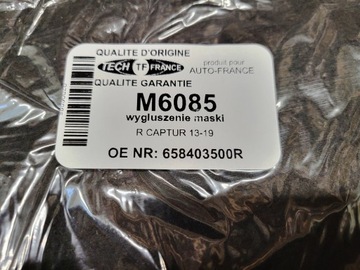 QUALITE D'ORIGINE
TECH TF FRANCE
produit pour
AUTO-FRANCE
QUALITE GARANTIE
M6085
wygluszenie maski
R CAPTUR 13-19
OE NR: 658403500R